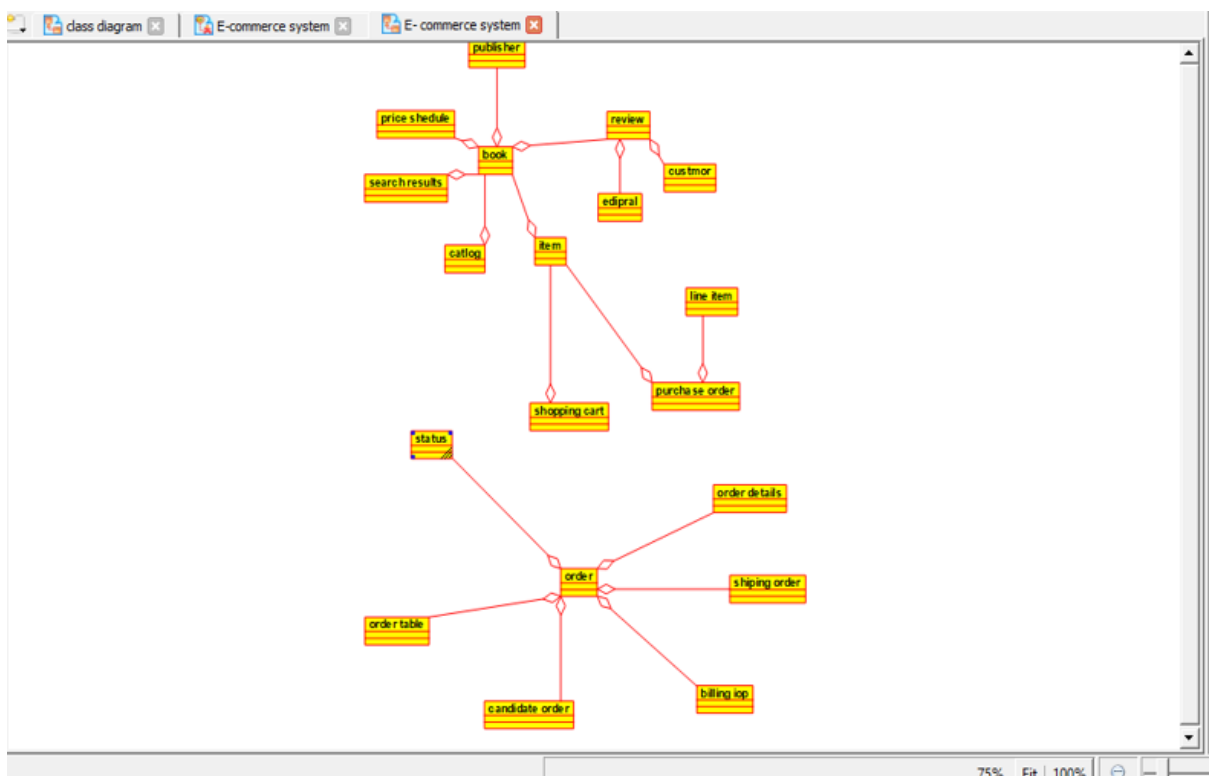 class diagram
E-commerce system
E- commerce system
publisher
price shedule
review
book
custmor
search results
edipral
item
catlog
line item
purchase order
shopping cart
status
order details
order
shiping order
order table
billing iop
candidate order
75% Fit 100%